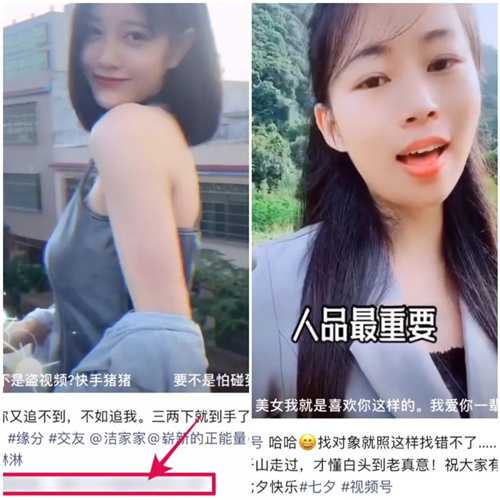 不是盗视频?快手猪猪 要不是怕碰到
尔又追不到，不如追我。三两下就到手了
#缘分 #交友 @洁家家@崭新的正能量
琳淋
人品最重要
美女我就是喜欢你这样的。我爱你一辈
号 哈哈😄找对象就照这样找错不了……
山走过，才懂白头到老真意！祝大家有
七夕快乐#七夕 #视频号